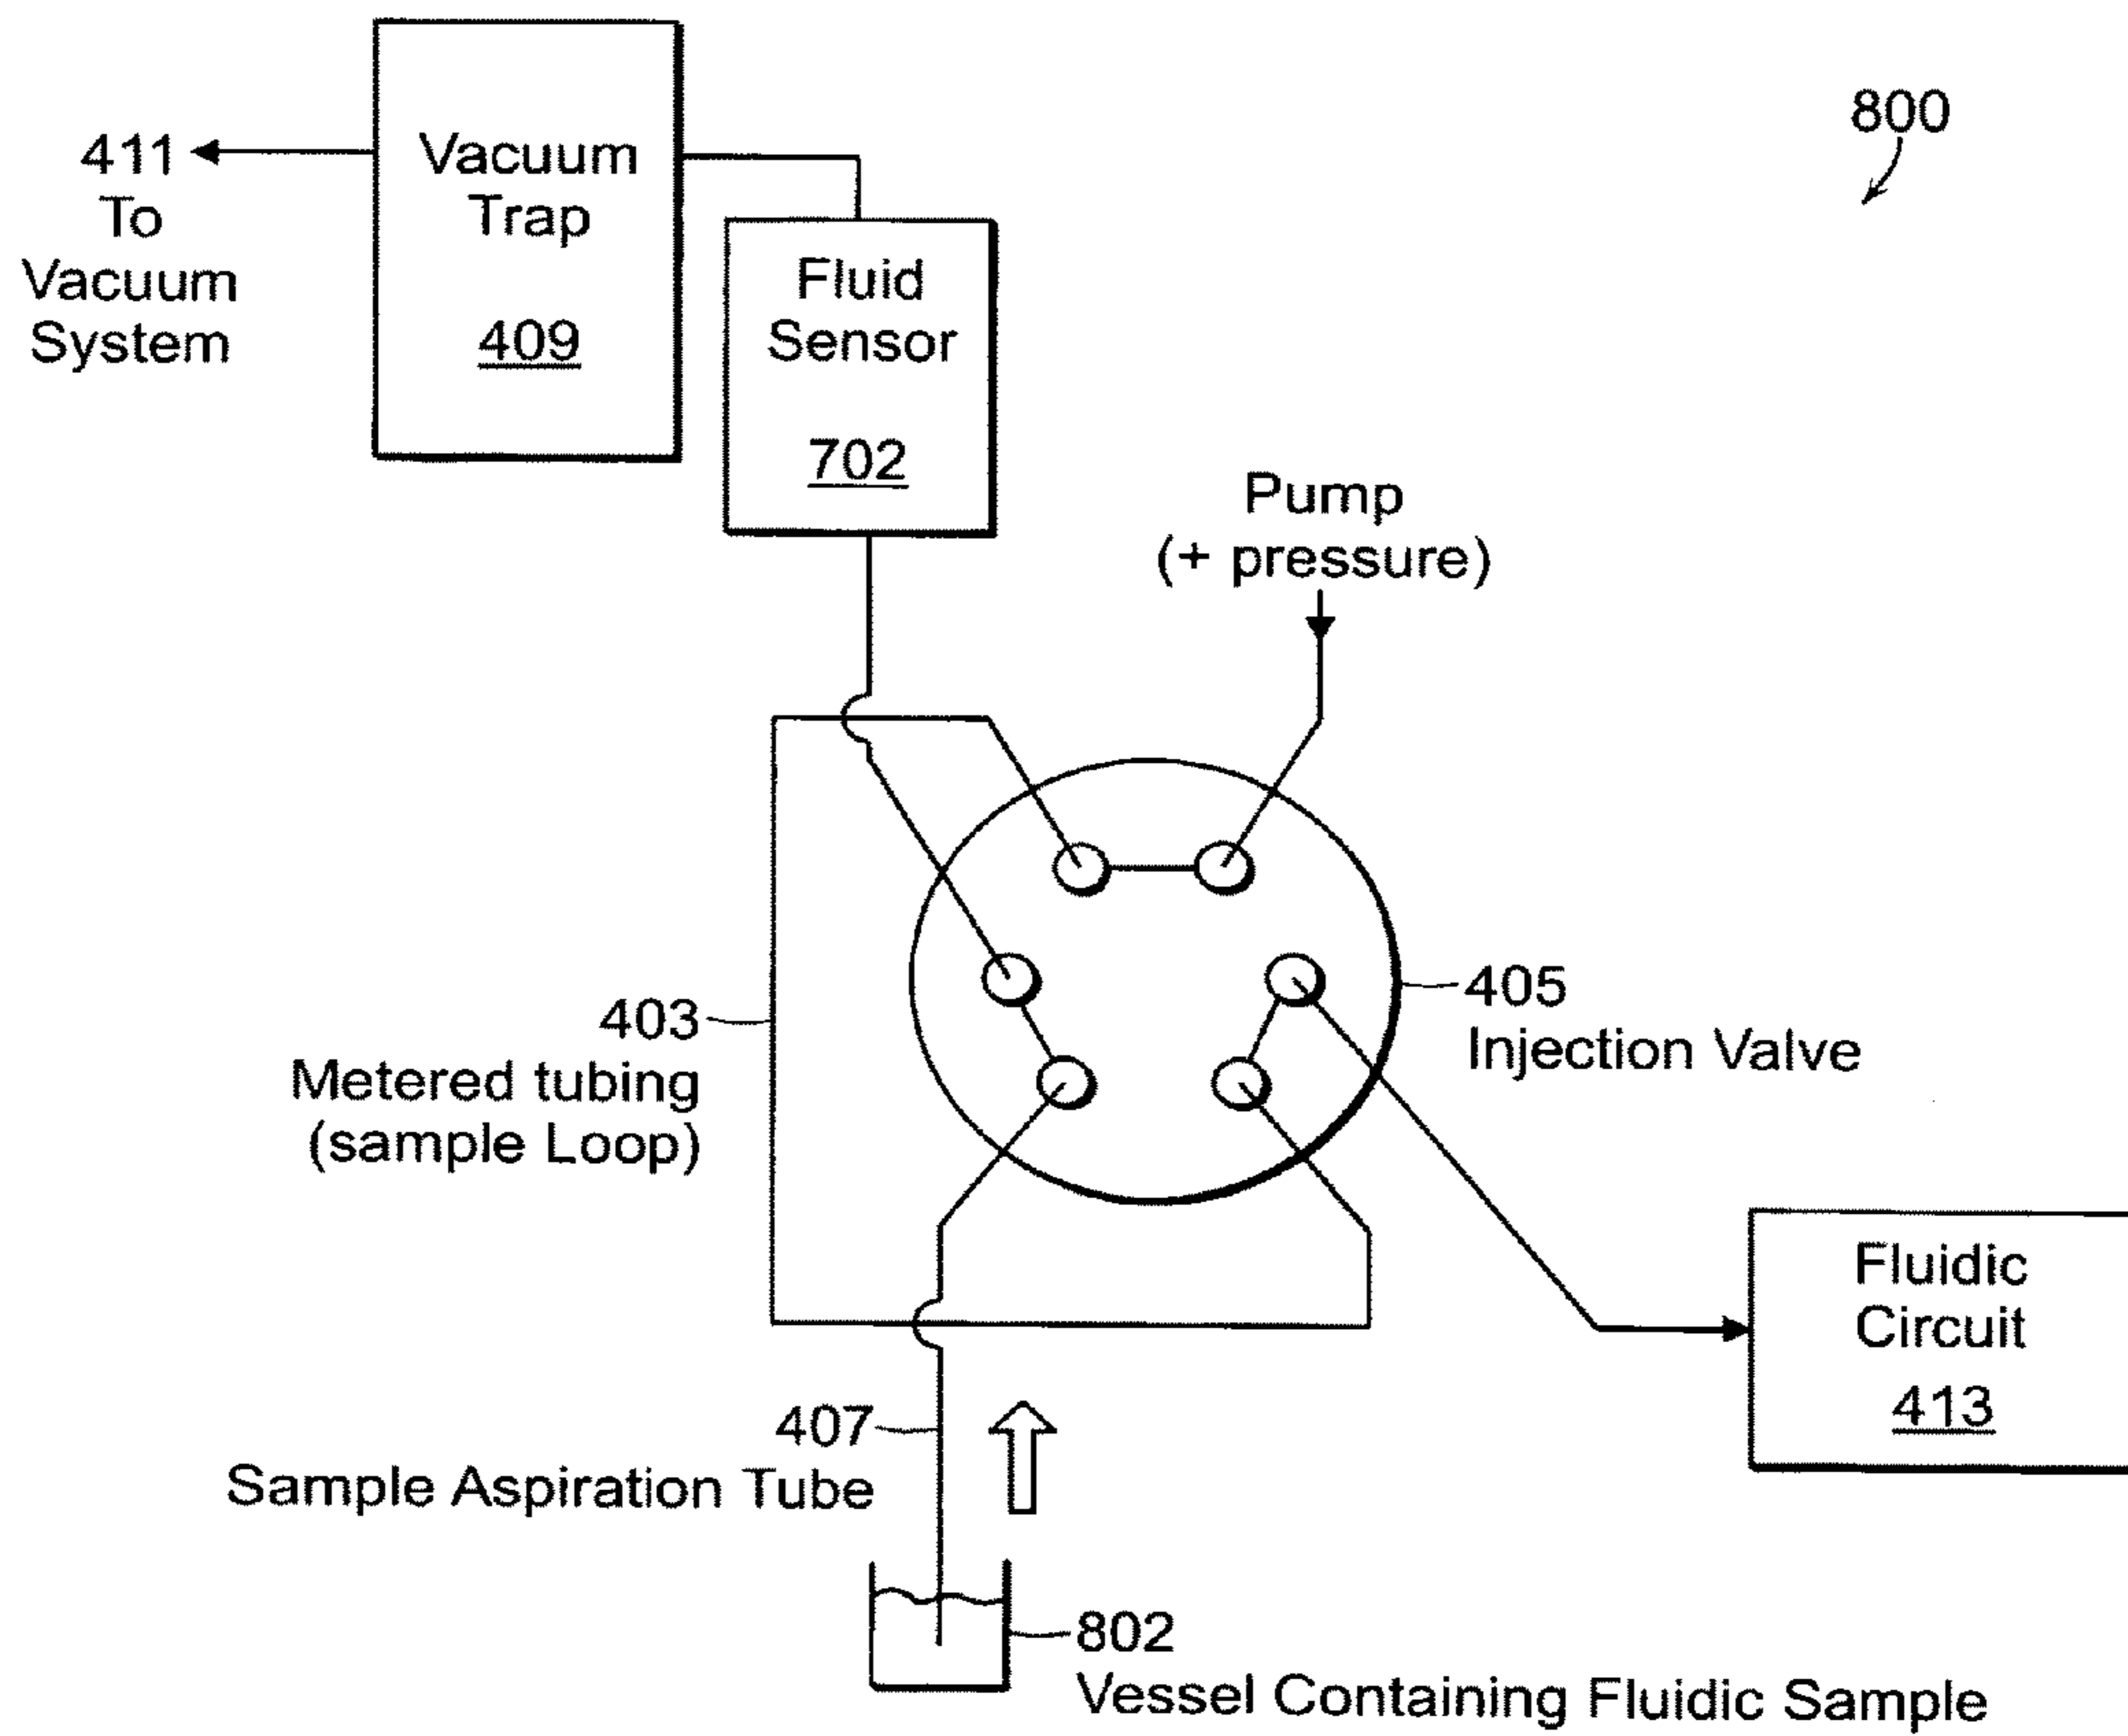 800
411
To
Vacuum
System
Vacuum
Trap
409
Fluid
Sensor
702
Pump
(+ pressure)
403
Metered tubing
(sample Loop)
405
Injection Valve
Fluidic
Circuit
413
407
Sample Aspiration Tube
802
Vessel Containing Fluidic Sample